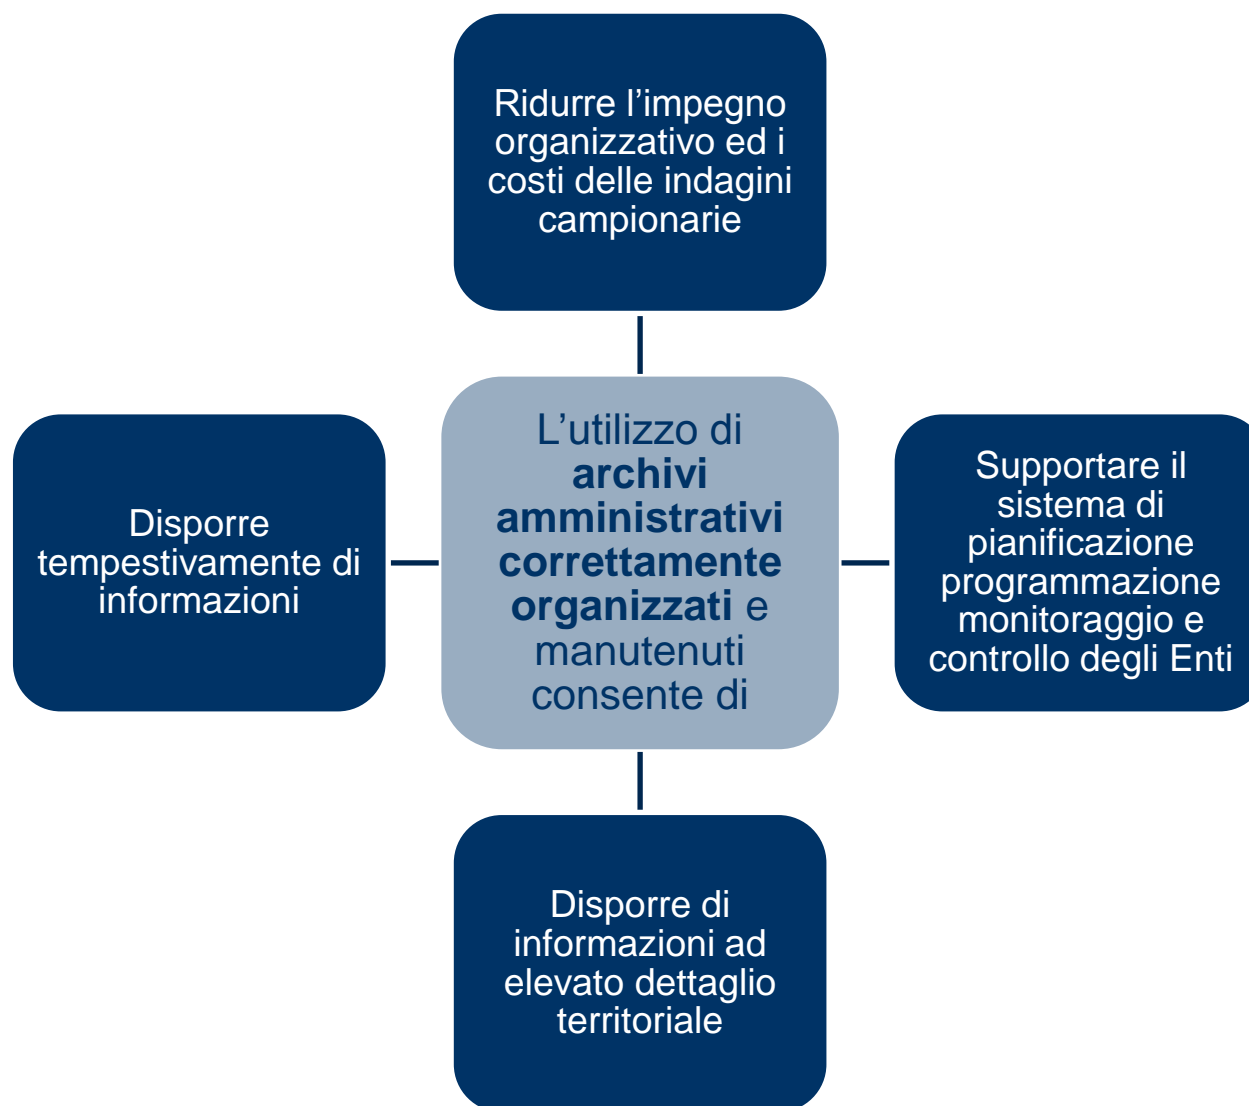 Ridurre l’impegno
organizzativo ed i
costi delle indagini
campionarie
L’utilizzo di
archivi
amministrativi
correttamente
organizzati e
manutenuti
consente di
Disporre
tempestivamente di
informazioni
Supportare il
sistema di
pianificazione
programmazione
monitoraggio e
controllo degli Enti
Disporre di
informazioni ad
elevato dettaglio
territoriale